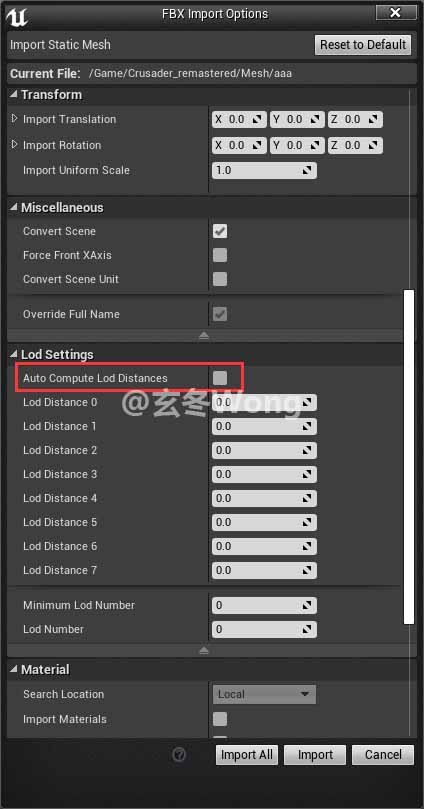 FBX Import Options
Import Static Mesh
Reset to Default
Current File: /Game/Crusader_remastered/Mesh/aaa
Transform
Import Translation X 0.0 Y 0.0 Z 0.0
Import Rotation X 0.0 Y 0.0 Z 0.0
Import Uniform Scale 1.0
Miscellaneous
Convert Scene
Force Front XAxis
Convert Scene Unit
Override Full Name
Lod Settings
Auto Compute Lod Distances
@玄冬Wong
Lod Distance 0 0.0
Lod Distance 1 0.0
Lod Distance 2 0.0
Lod Distance 3 0.0
Lod Distance 4 0.0
Lod Distance 5 0.0
Lod Distance 6 0.0
Lod Distance 7 0.0
Minimum Lod Number 0
Lod Number 0
Material
Search Location Local
Import Materials
? Import All Import Cancel